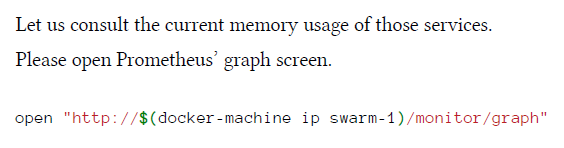 Let us consult the current memory usage of those services.
Please open Prometheus’ graph screen.
open "http://$(docker-machine ip swarm-1)/monitor/graph"